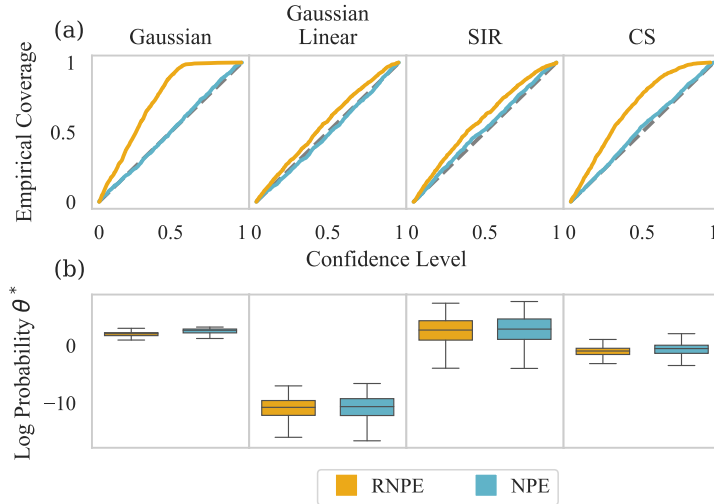 (a)
Gaussian
Gaussian
Linear
SIR
CS
Empirical Coverage
1
0.5
0
0 0.5 1 0 0.5 1 0 0.5 1 0 0.5 1
Confidence Level
(b)
Log Probability θ*
0
−10
RNPE NPE